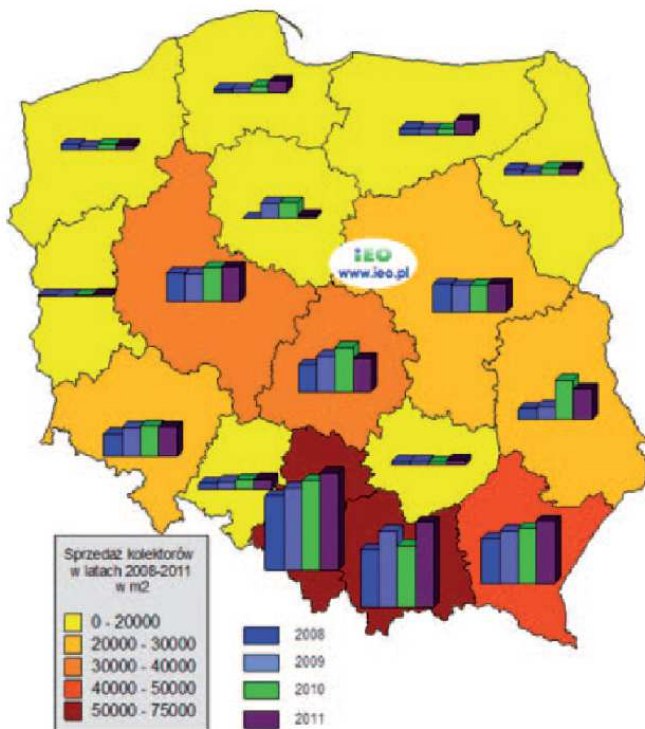 iEO
www.ieo.pl
Sprzedaż kolektorów
w latach 2008-2011
w m2
0 - 20000
20000 - 30000
30000 - 40000
40000 - 50000
50000 - 75000
2008
2009
2010
2011